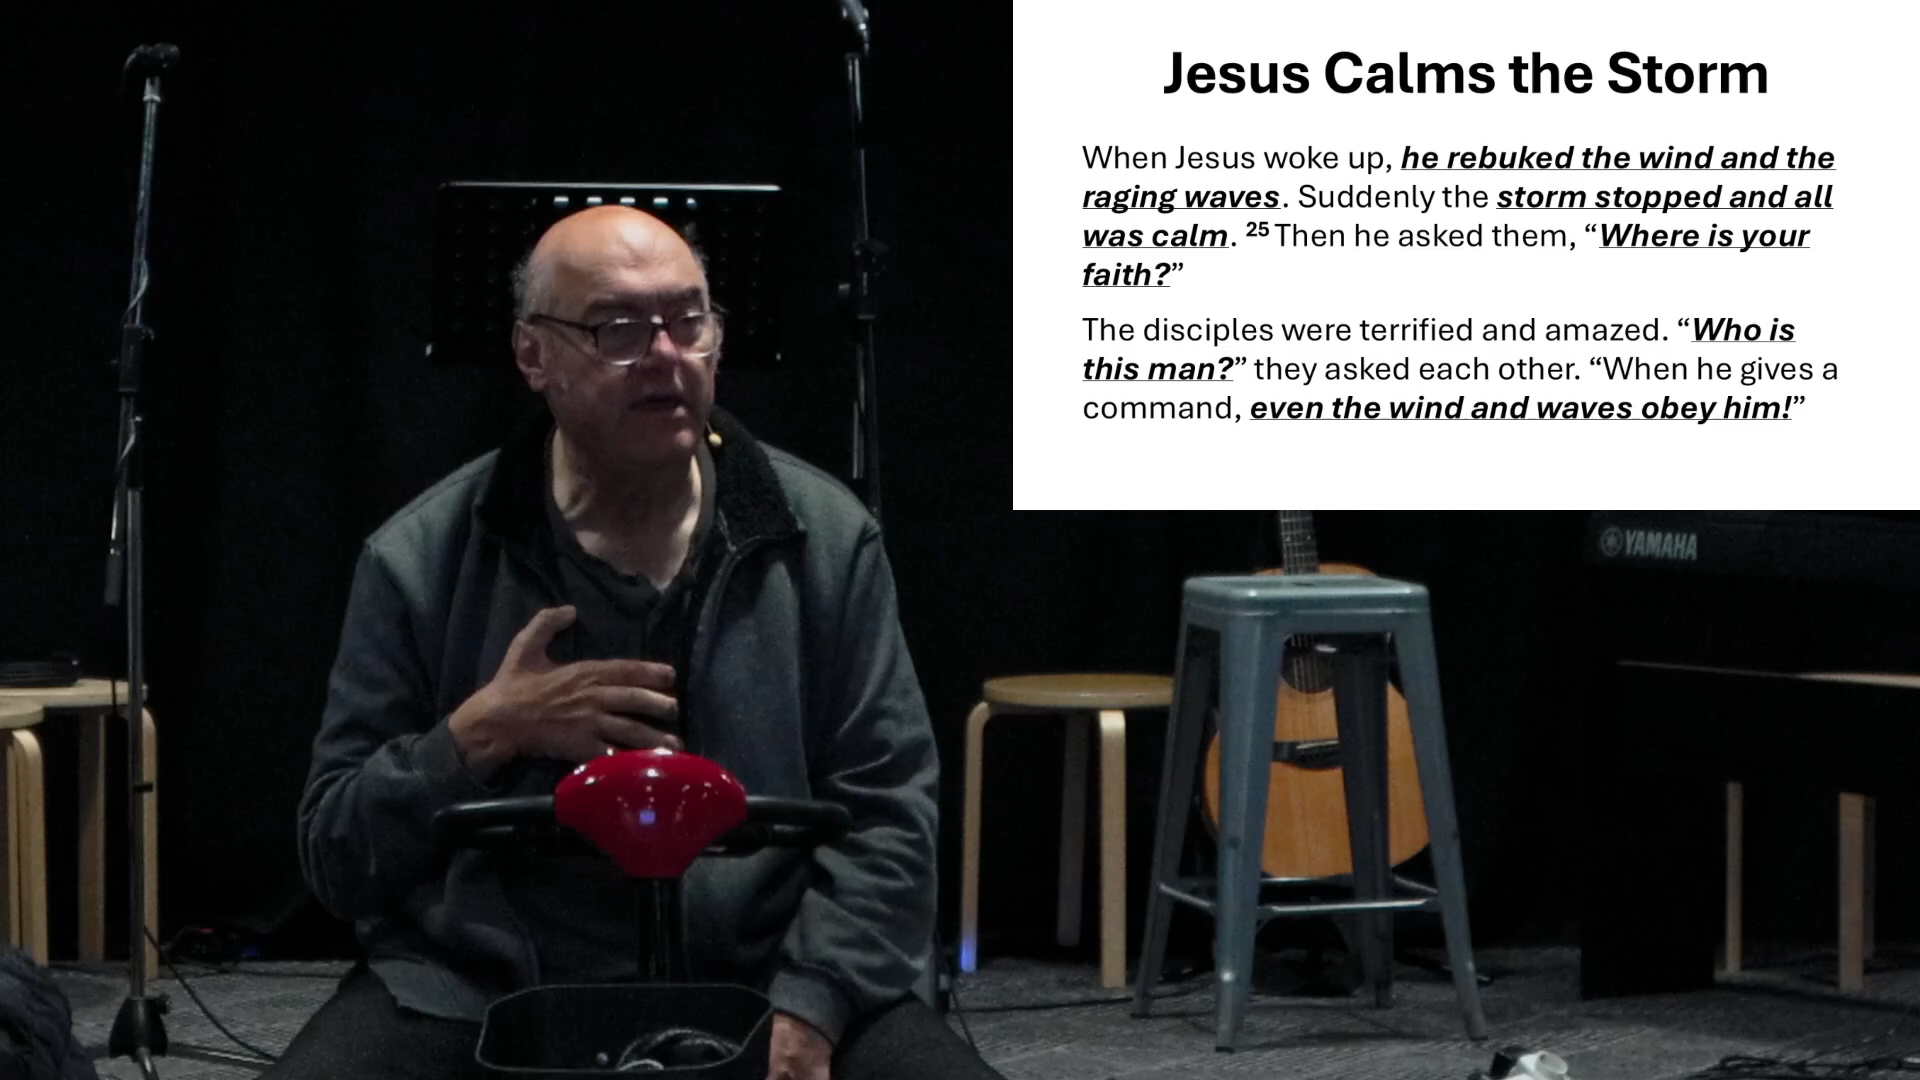 Jesus Calms the Storm
When Jesus woke up, he rebuked the wind and the
raging waves. Suddenly the storm stopped and all
was calm. 25 Then he asked them, “Where is your
faith?”
The disciples were terrified and amazed. “Who is
this man?” they asked each other. “When he gives a
command, even the wind and waves obey him!”
YAMAHA